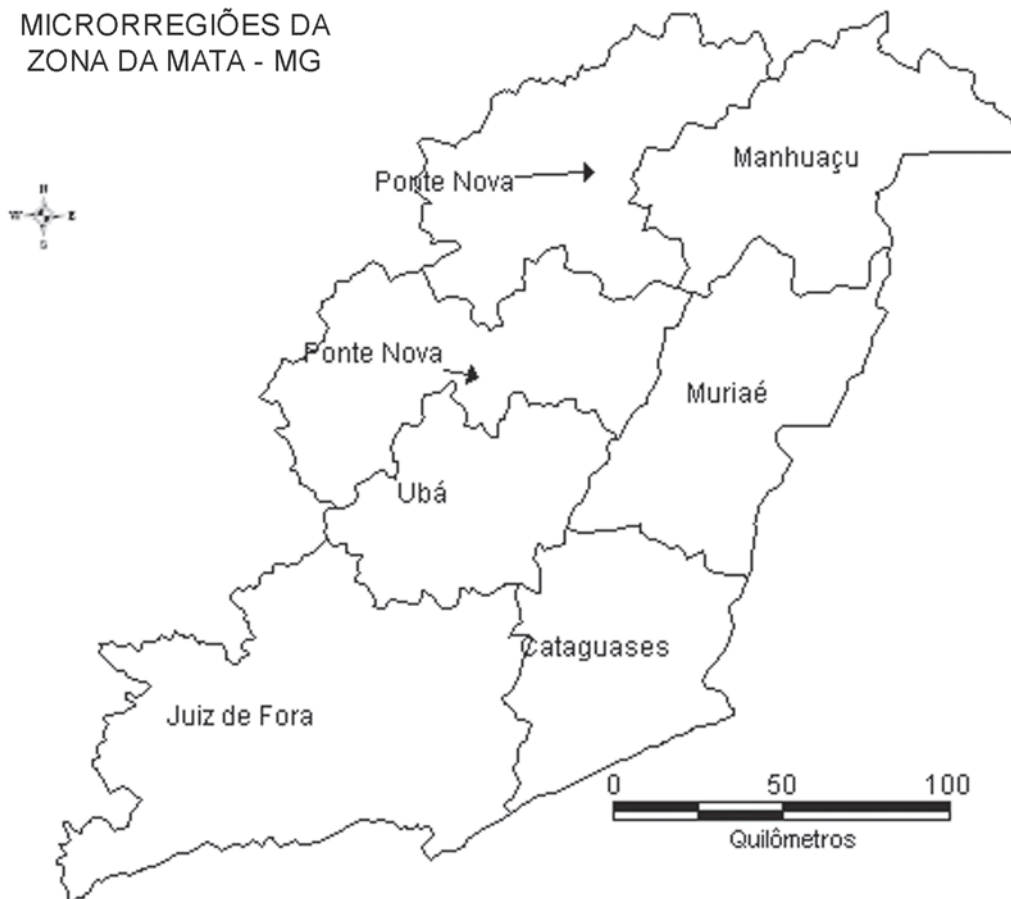 MICRORREGIÕES DA
ZONA DA MATA - MG
Manhuaçu
Ponte Nova
N
W E
S
Ponte Nova
Muriaé
Ubá
Cataguases
Juiz de Fora
0 50 100
Quilômetros